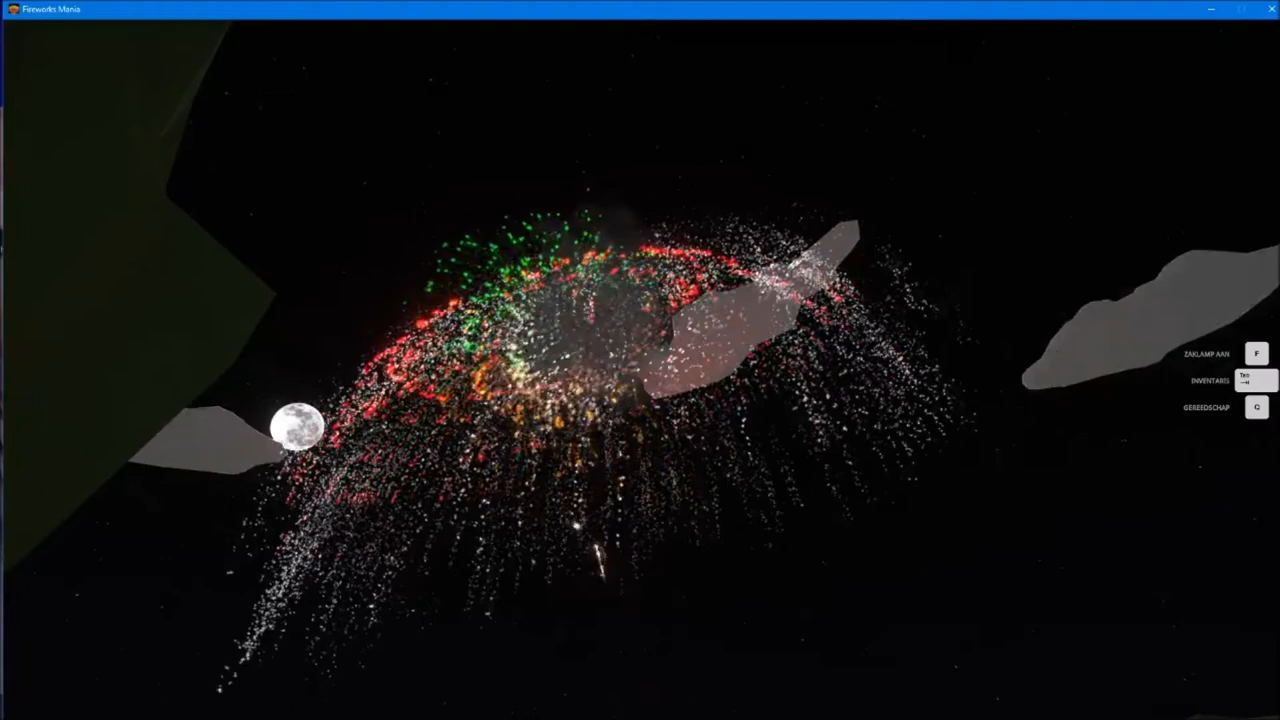 Fireworks Mania
ZAKLAMP AAN F
INVENTARIS Tab
GEREEDSCHAP Q